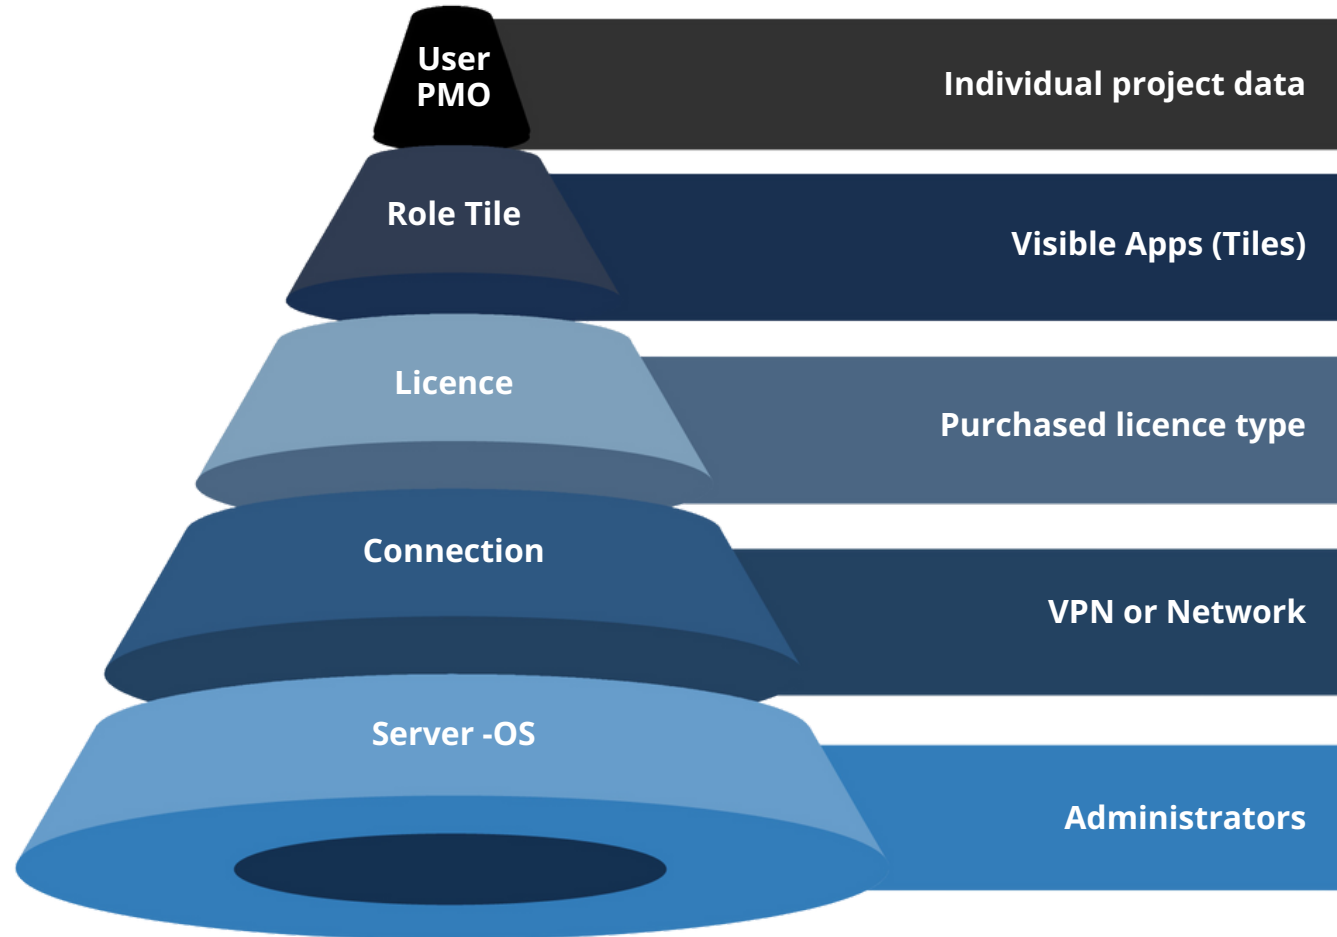 User
PMO
Individual project data
Role Tile
Visible Apps (Tiles)
Licence
Purchased licence type
Connection
VPN or Network
Server -OS
Administrators